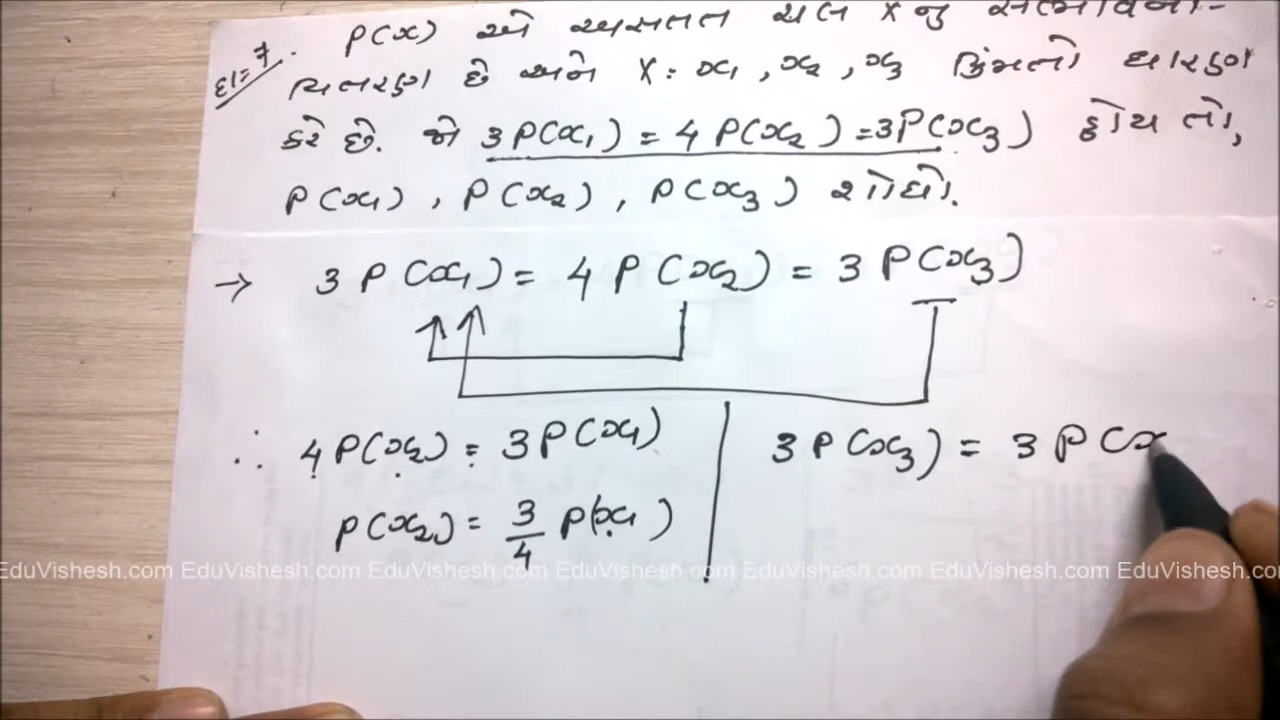 દા=7. P(x) એ અસતત ચલ X નુ સંભાવના-
વિતરણ છે અને X = x1, x2, x3 કિંમતો ધારણ
કરે છે. જો 3P(x1) = 4P(x2) = 3P(x3) હોય તો,
P(x1), P(x2), P(x3) શોધો.
→ 3P(x1) = 4P(x2) = 3P(x3)
∴ 4P(x2) = 3P(x1) 3P(x3) = 3P(x
P(x2) = 3/4 P(x1)
EduVishesh.com EduVishesh.com EduVishesh.com EduVishesh.com EduVishesh.com EduVishesh.com EduVishesh.com